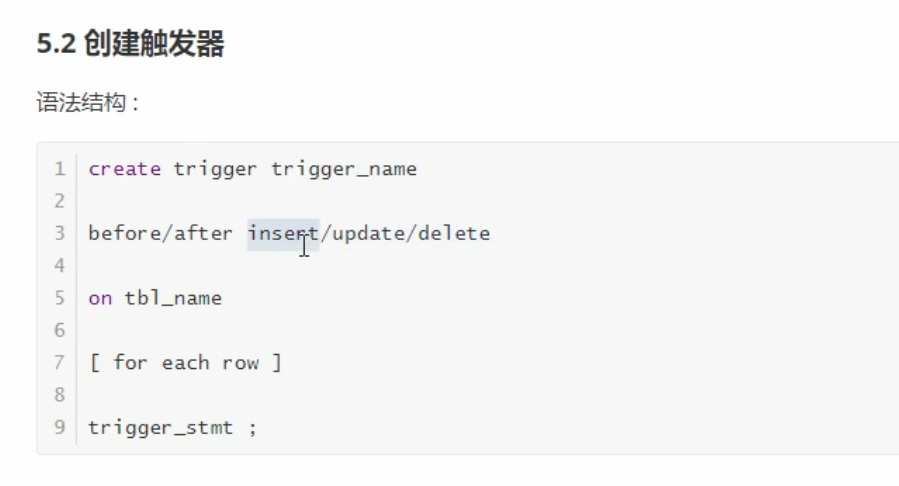 5.2 创建触发器
语法结构 :
1 create trigger trigger_name
2
3 before/after insert/update/delete
4
5 on tbl_name
6
7 [ for each row ]
8
9 trigger_stmt ;